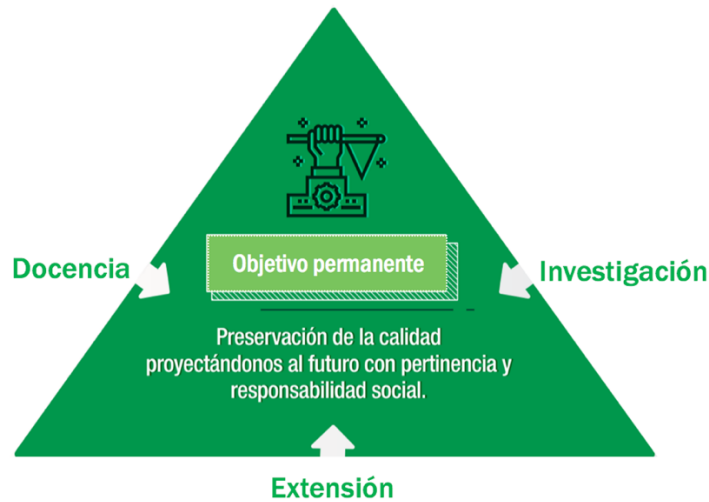 Docencia
Objetivo permanente
Investigación
Preservación de la calidad
proyectándonos al futuro con pertinencia y
responsabilidad social.
Extensión